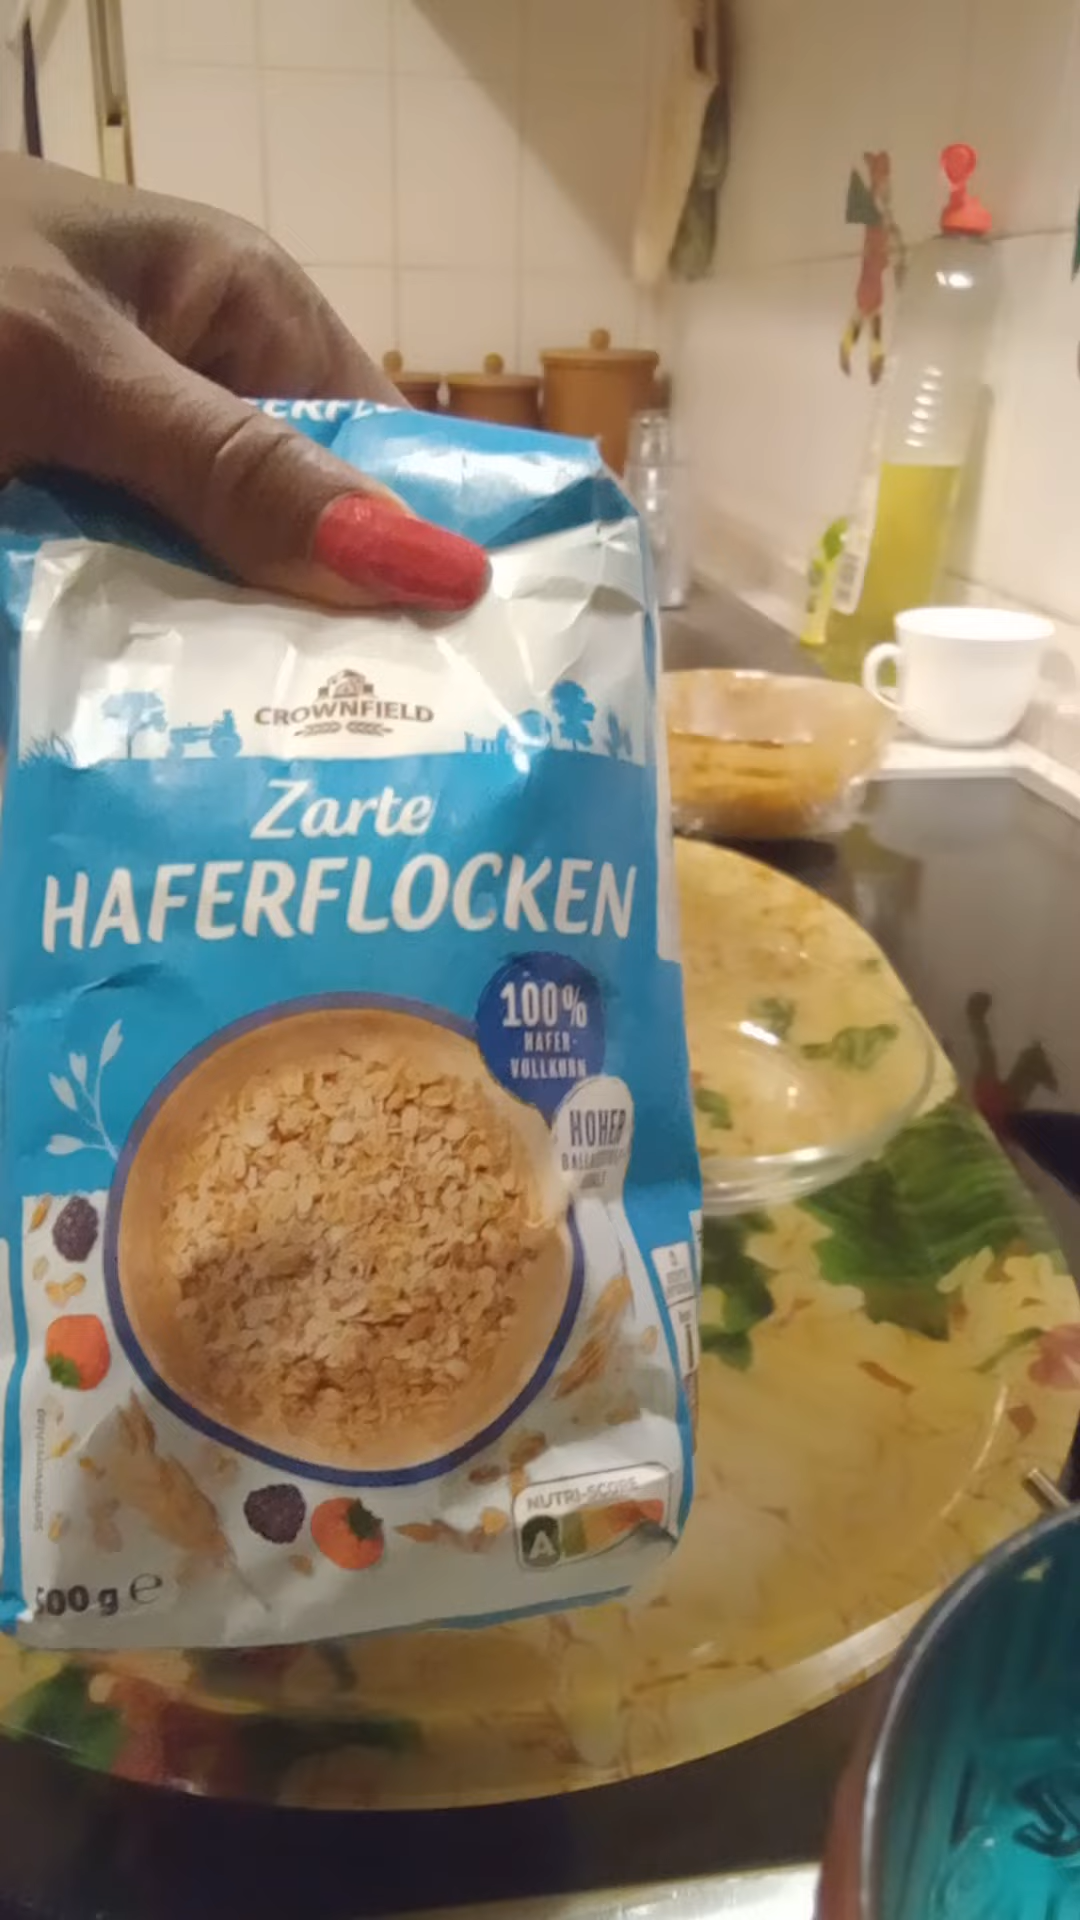 CROWNFIELD
Zarte
HAFERFLOCKEN
100%
HAFER-
VOLLKORN
HOHER
NUTRI-SCORE
A
500 g e